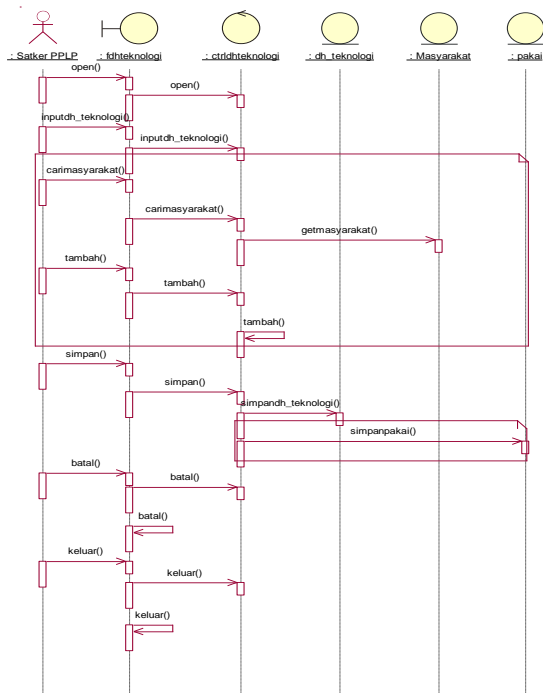 : Satker PPLP : fdhteknologi : ctrldhteknologi : dh_teknologi : Masyarakat : pakai
open()
open()
inputdh_teknologi()
inputdh_teknologi()
carimasyarakat()
carimasyarakat()
getmasyarakat()
tambah()
tambah()
tambah()
simpan()
simpan()
simpandh_teknologi()
simpanpakai()
batal()
batal()
batal()
keluar()
keluar()
keluar()